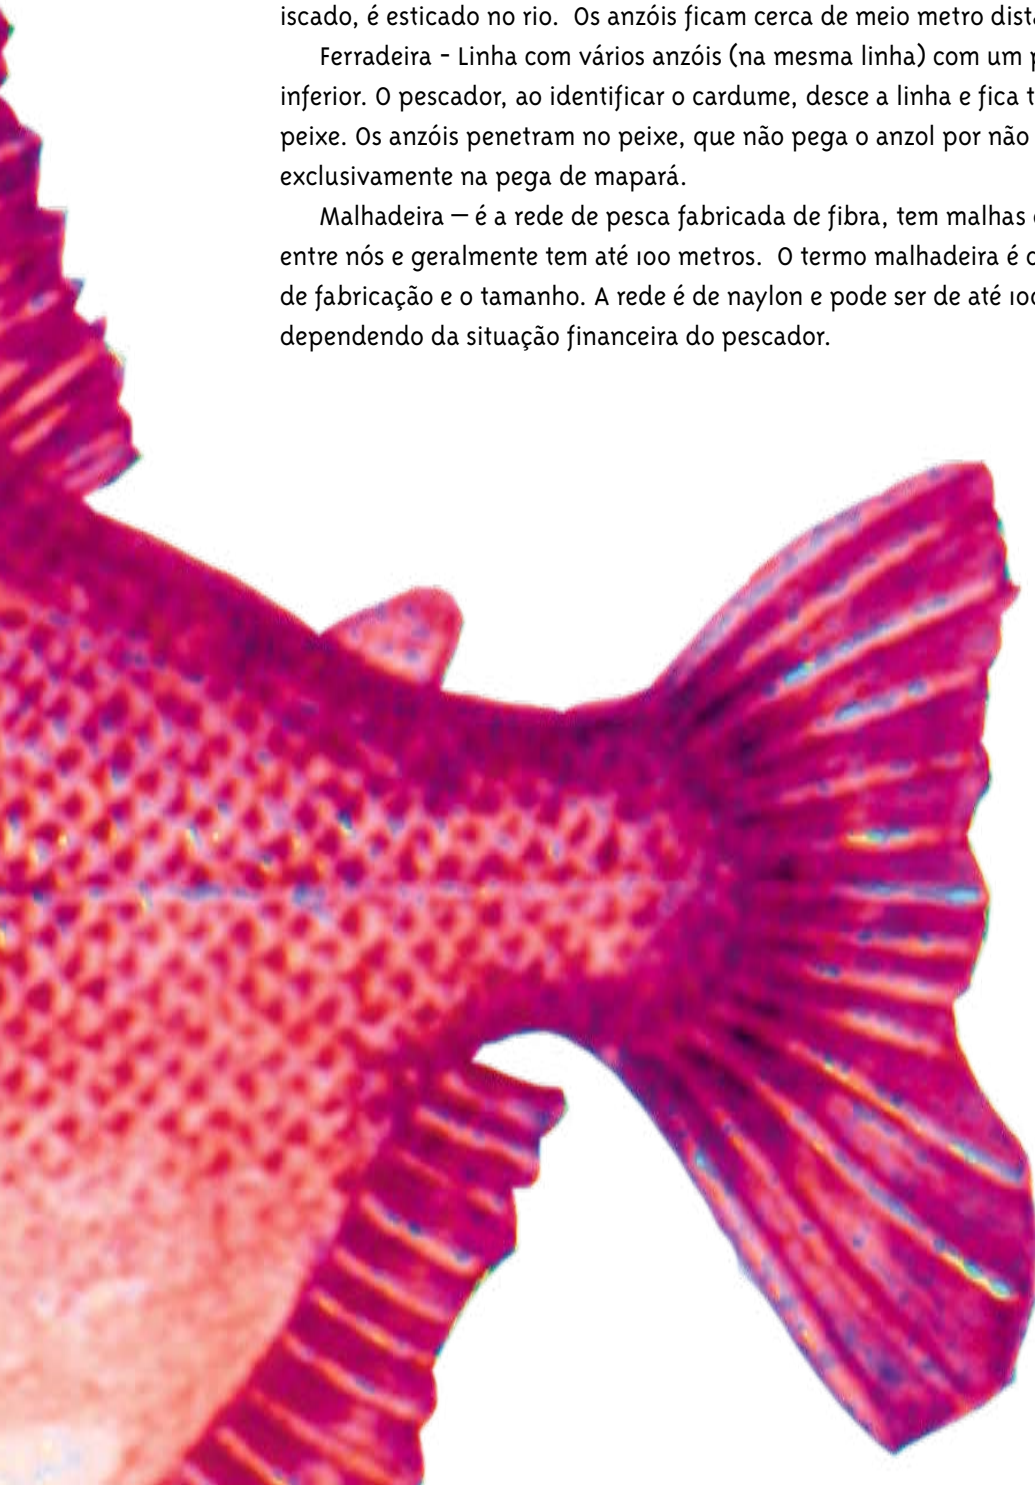 iscado, é esticado no rio.  Os anzóis ficam cerca de meio metro
Ferradeira - Linha com vários anzóis (na mesma linha) com um
inferior. O pescador, ao identificar o cardume, desce a linha e fica
peixe. Os anzóis penetram no peixe, que não pega o anzol por não
exclusivamente na pega de mapará.
Malhadeira – é a rede de pesca fabricada de fibra, tem malhas
entre nós e geralmente tem até 100 metros.  O termo malhadeira é
de fabricação e o tamanho. A rede é de naylon e pode ser de até
dependendo da situação financeira do pescador.